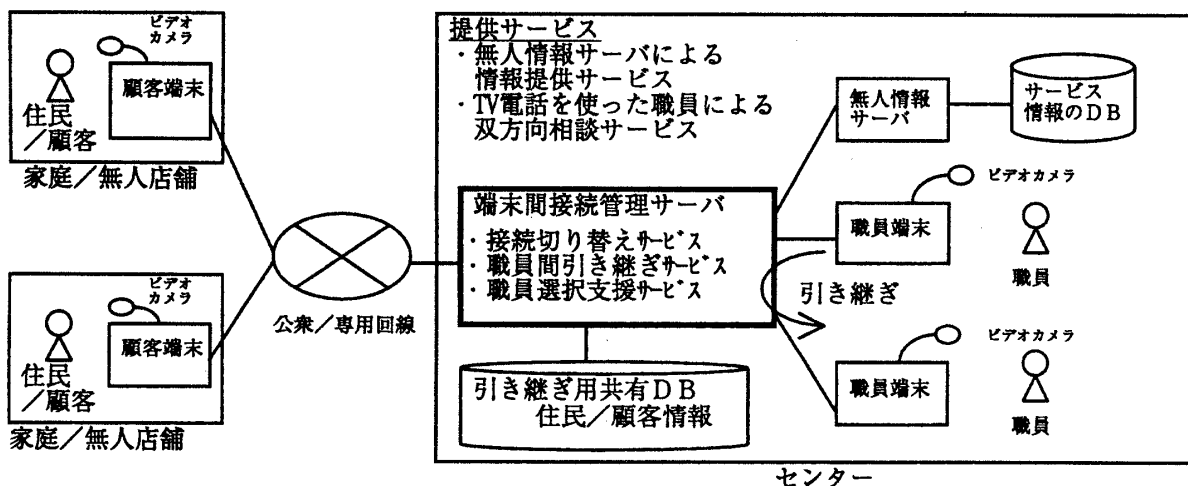 ビデオ
カメラ
顧客端末
住民
／顧客
家庭／無人店舗
ビデオ
カメラ
顧客端末
住民
／顧客
家庭／無人店舗
公衆／専用回線
提供サービス
・無人情報サーバによる
情報提供サービス
・TV電話を使った職員による
双方向相談サービス
端末間接続管理サーバ
・接続切り替えサービス
・職員間引き継ぎサービス
・職員選択支援サービス
引き継ぎ用共有ＤＢ
住民／顧客情報
無人情報
サーバ
サービス
情報のＤＢ
ビデオカメラ
職員端末
職員
引き継ぎ
ビデオカメラ
職員端末
職員
センター